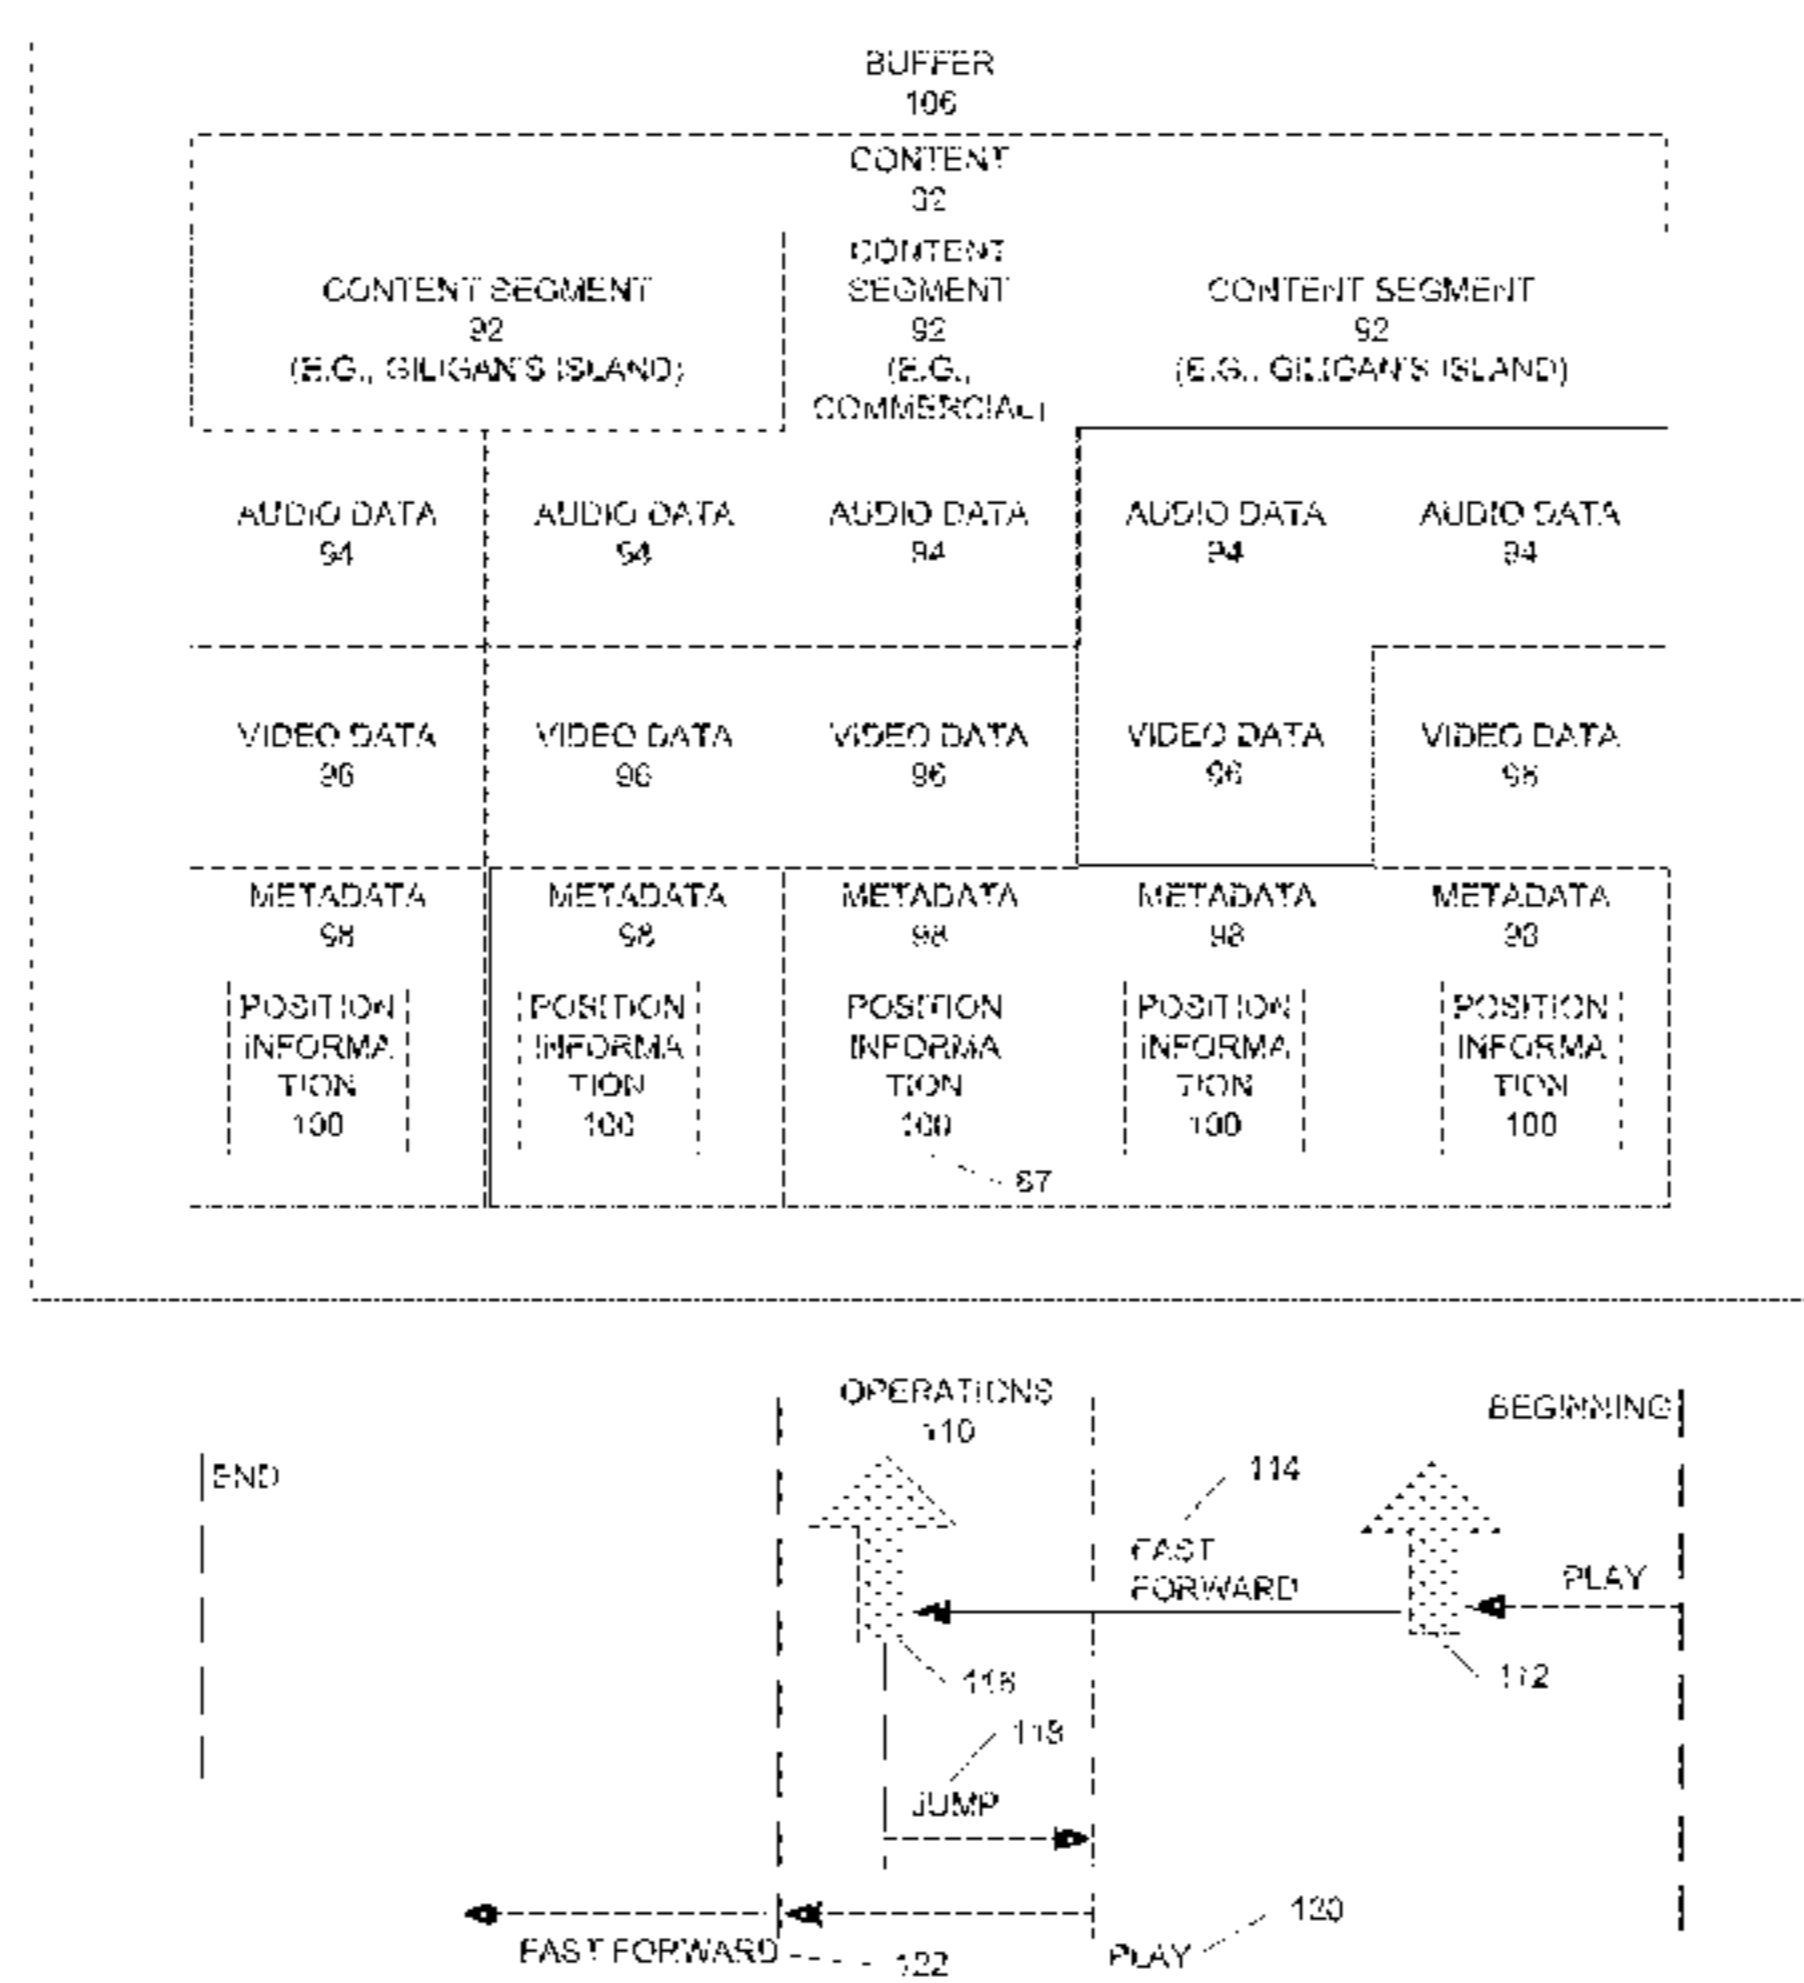 BUFFER
106
CONTENT
92
CONTENT SEGMENT
92
(E.G., GILIGAN'S ISLAND)
CONTENT
SEGMENT
92
(E.G.,
COMMERCIAL)
CONTENT SEGMENT
92
(E.G., GILIGAN'S ISLAND)
AUDIO DATA
94
AUDIO DATA
94
AUDIO DATA
94
AUDIO DATA
94
AUDIO DATA
94
VIDEO DATA
96
VIDEO DATA
96
VIDEO DATA
96
VIDEO DATA
96
VIDEO DATA
96
METADATA
98
METADATA
98
METADATA
98
METADATA
98
METADATA
98
POSITION
INFORMA
TION
100
POSITION
INFORMA
TION
100
POSITION
INFORMA
TION
100
POSITION
INFORMA
TION
100
POSITION
INFORMA
TION
100
OPERATIONS
110
BEGINNING
END
114
FAST
FORWARD
PLAY
112
118
JUMP
120
FAST FORWARD
122
PLAY